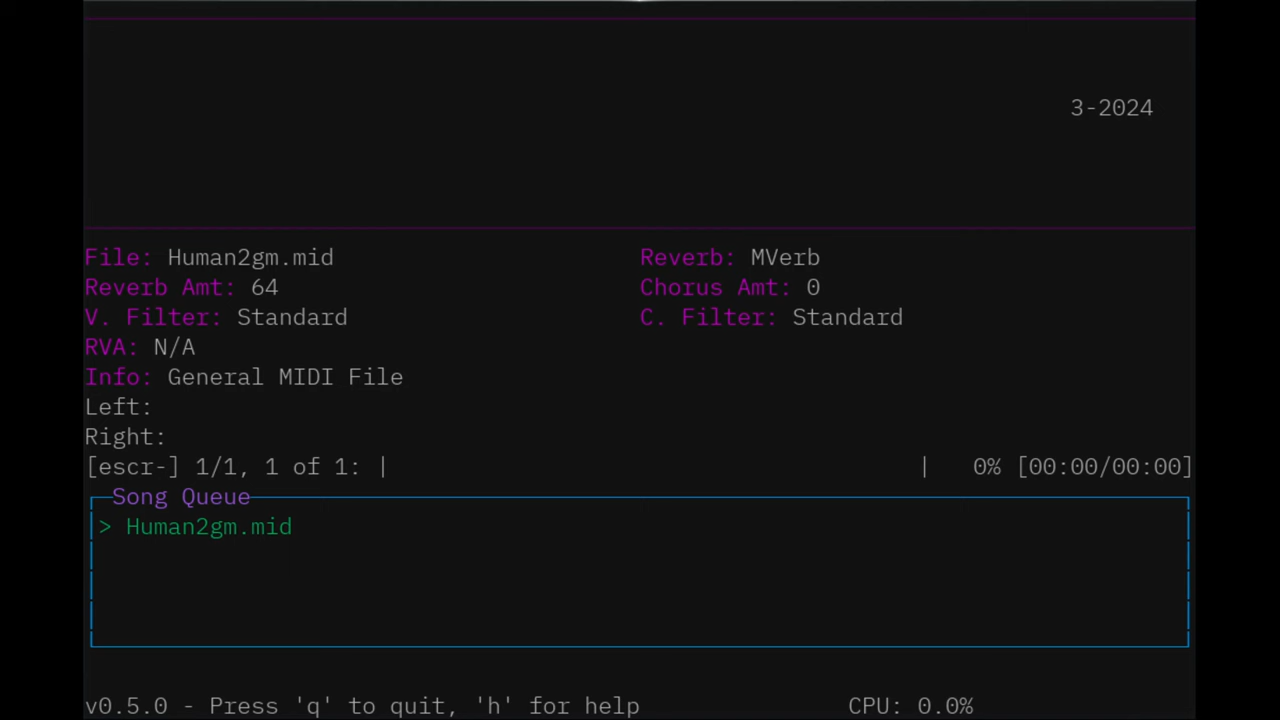 3-2024
File: Human2gm.mid Reverb: MVerb
Reverb Amt: 64 Chorus Amt: 0
V. Filter: Standard C. Filter: Standard
RVA: N/A
Info: General MIDI File
Left:
Right:
[escr-] 1/1, 1 of 1: | | 0% [00:00/00:00]
Song Queue
> Human2gm.mid
v0.5.0 - Press 'q' to quit, 'h' for help CPU: 0.0%